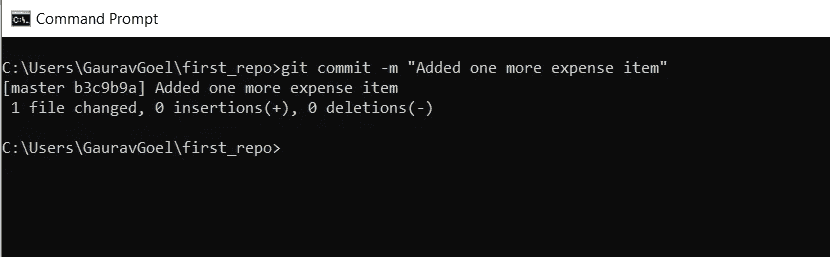 Command Prompt
C:\Users\GauravGoel\first_repo>git commit -m "Added one more expense item"
[master b3c9b9a] Added one more expense item
 1 file changed, 0 insertions(+), 0 deletions(-)
C:\Users\GauravGoel\first_repo>